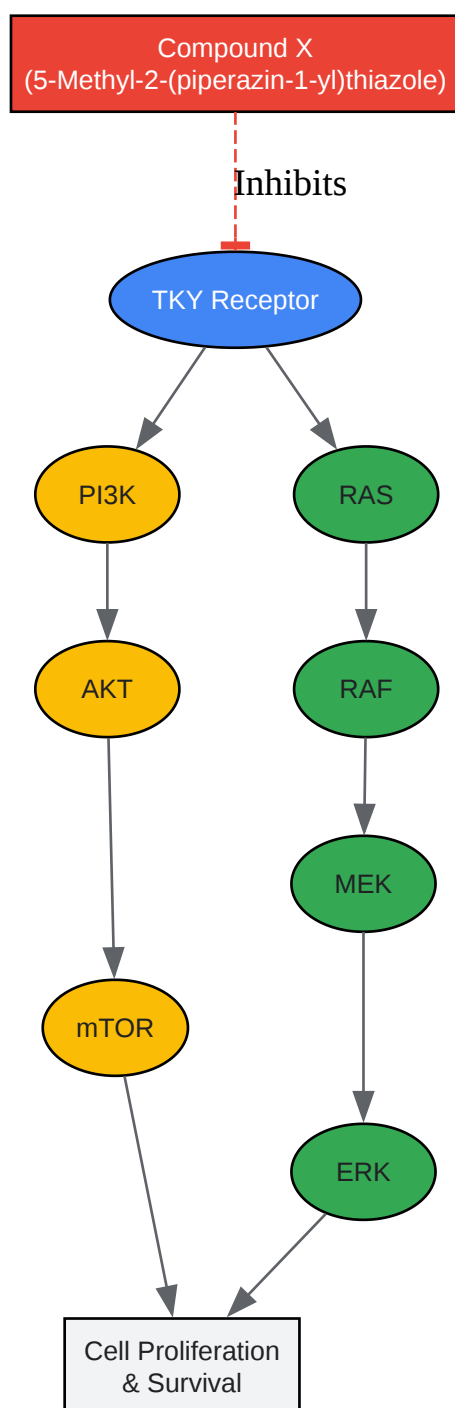 Compound X
(5-Methyl-2-(piperazin-1-yl)thiazole)
Inhibits
TKY Receptor
PI3K
RAS
AKT
RAF
MEK
mTOR
ERK
Cell Proliferation
& Survival